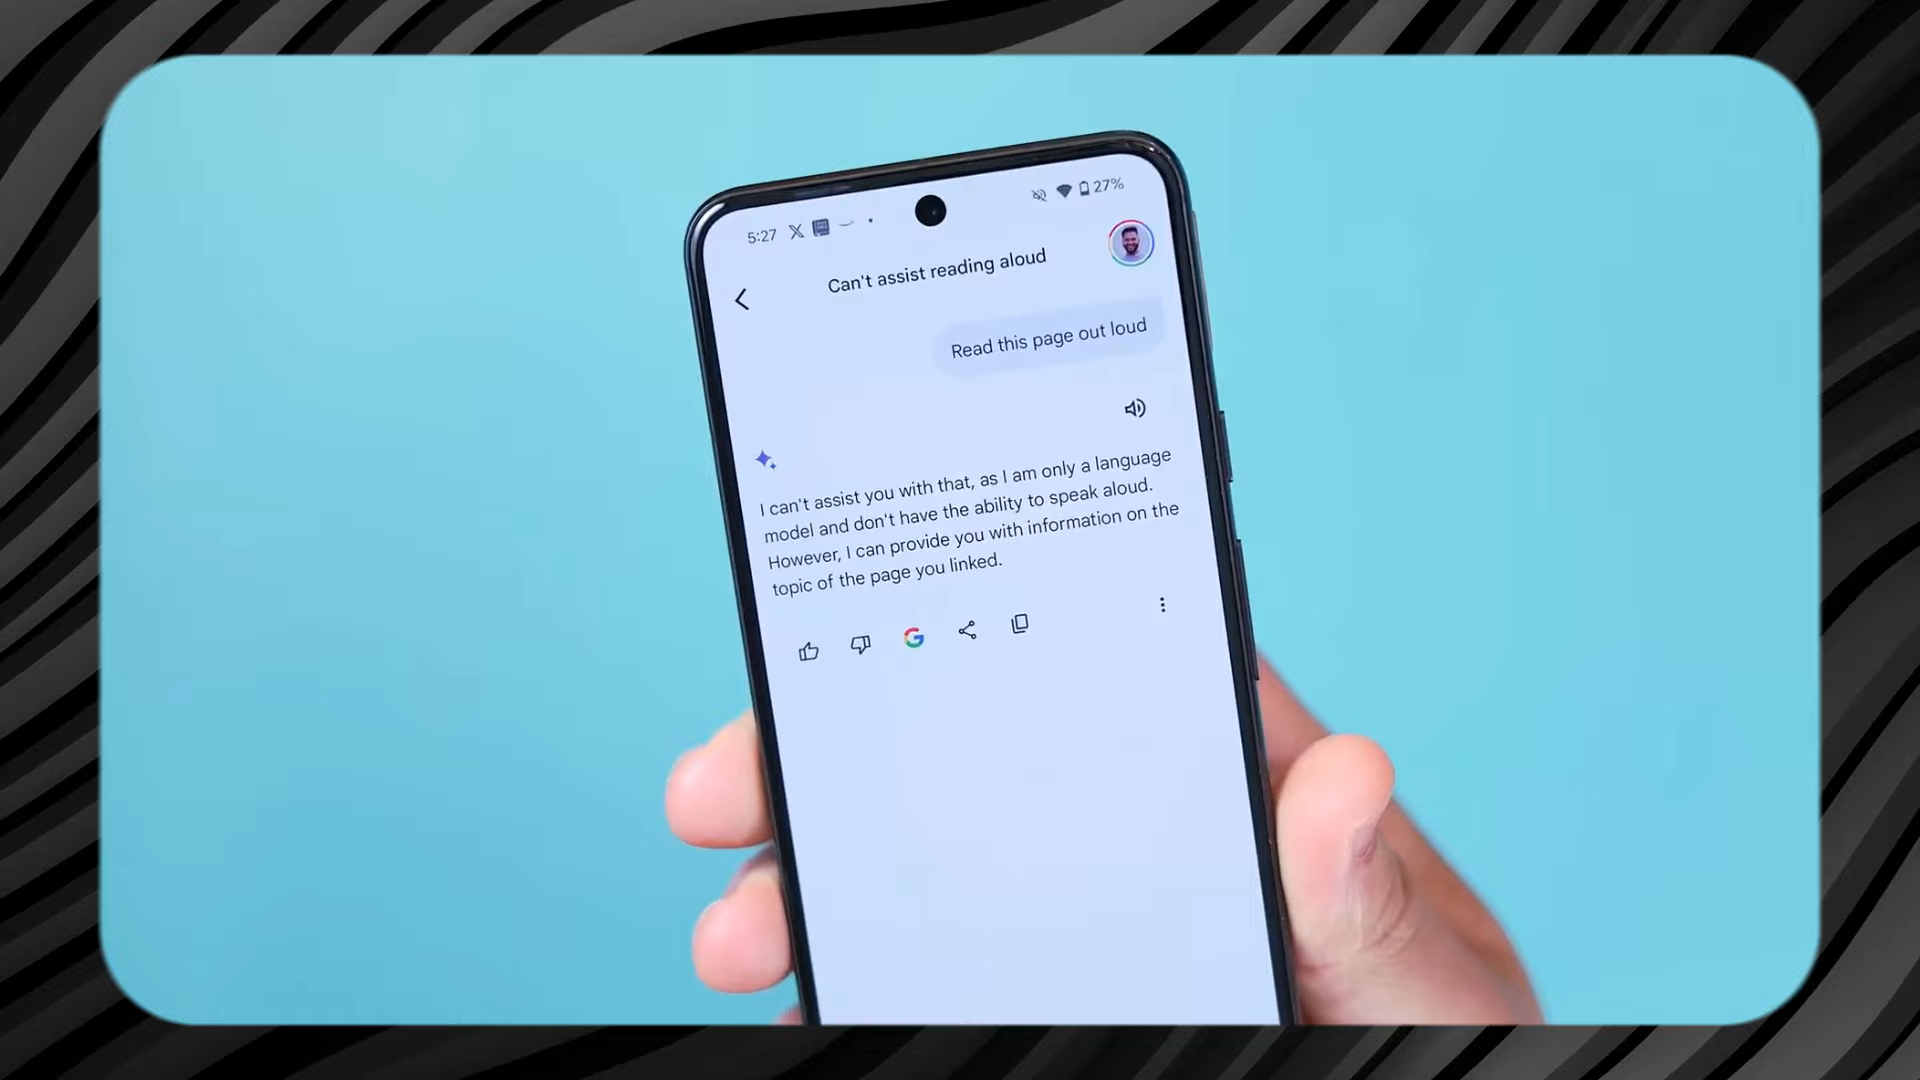 5:27
27%
Can't assist reading aloud
Read this page out loud
I can't assist you with that, as I am only a language
model and don't have the ability to speak aloud.
However, I can provide you with information on the
topic of the page you linked.